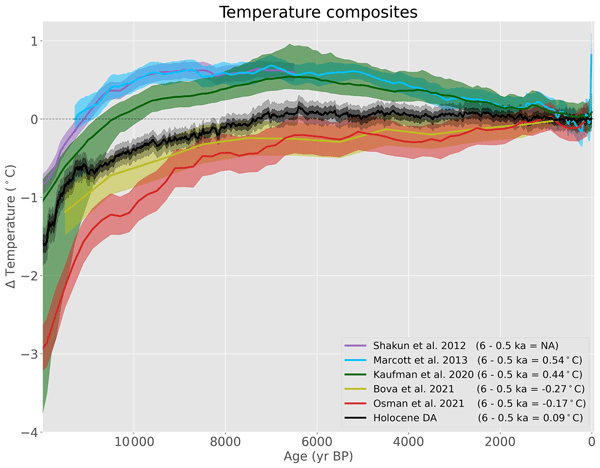 Temperature composites
1
0
−1
−2
−3
−4
Δ Temperature (°C)
Shakun et al. 2012 (6 - 0.5 ka = NA)
Marcott et al. 2013 (6 - 0.5 ka = 0.54°C)
Kaufman et al. 2020 (6 - 0.5 ka = 0.44°C)
Bova et al. 2021 (6 - 0.5 ka = -0.27°C)
Osman et al. 2021 (6 - 0.5 ka = -0.17°C)
Holocene DA (6 - 0.5 ka = 0.09°C)
10000 8000 6000 4000 2000 0
Age (yr BP)